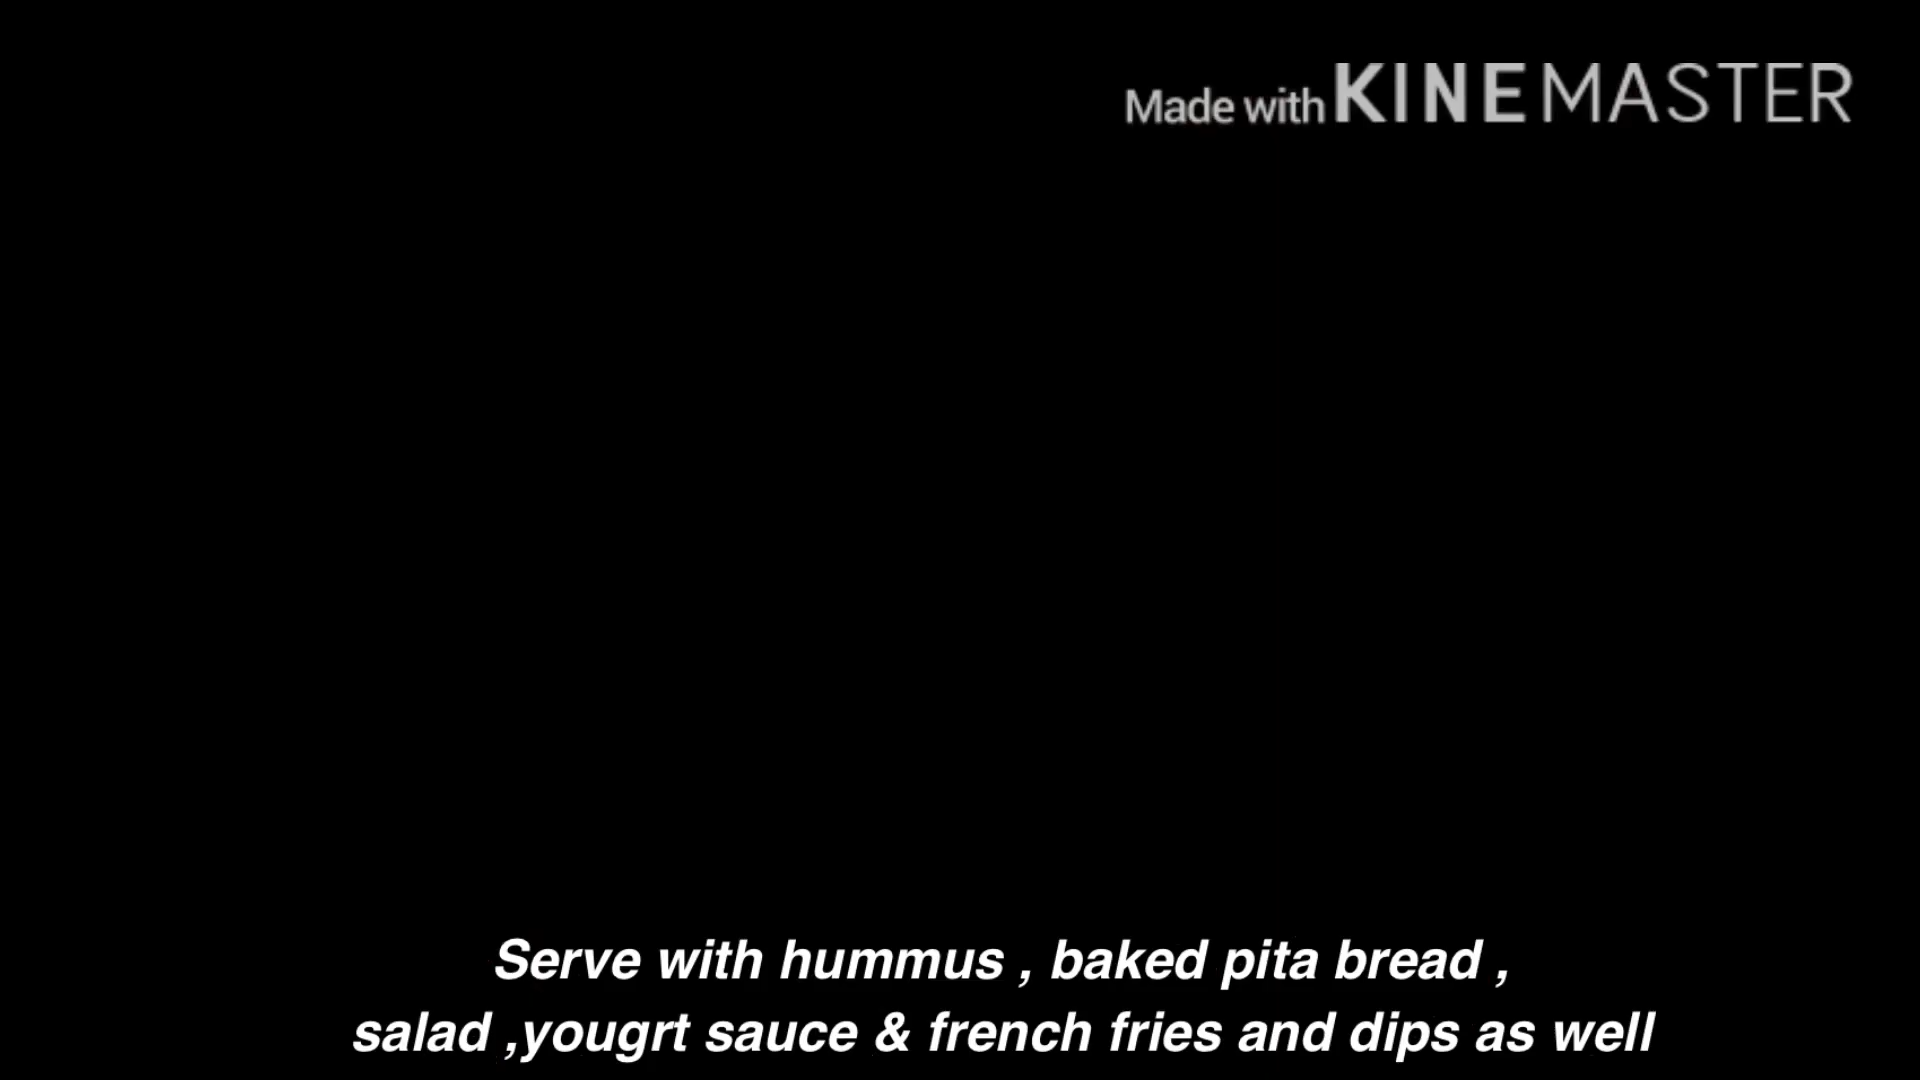 Made with KINEMASTER
Serve with hummus , baked pita bread ,
salad ,yougrt sauce & french fries and dips as well